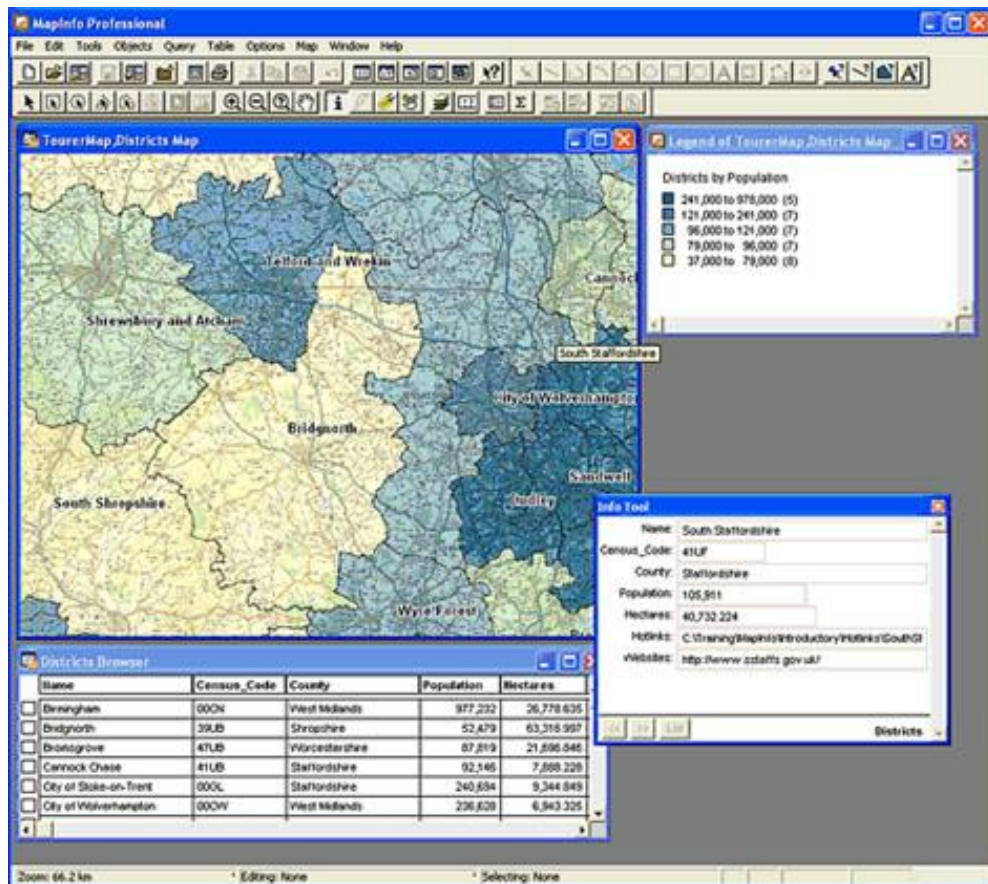 MapInfo Professional
File Edit Tools Objects Query Table Options Map Window Help
TourerMap,Districts Map
Telford and Wrekin
Cannock
Shrewsbury and Atcham
South Staffordshire
City of Wolverhampton
Bridgnorth
Sandwell
South Shropshire
Dudley
Wyre Forest
Legend of TourerMap,Districts Map
Districts by Population
241,000 to 978,000 (5)
121,000 to 241,000 (7)
96,000 to 121,000 (7)
79,000 to 96,000 (7)
37,000 to 79,000 (8)
Info Tool
Name: South Staffordshire
Census_Code: 41UF
County: Staffordshire
Population: 105,911
Hectares: 40,732.224
Hotlinks: C:\Training\MapInfo\Introductory\Hotlinks\SouthSt
Websites: http://www.sstaffs.gov.uk/
<< >> List Districts
Districts Browser
Name Census_Code County Population Hectares
Birmingham 00CN West Midlands 977,232 26,778.635
Bridgnorth 39UB Shropshire 52,479 63,316.997
Bromsgrove 47UB Worcestershire 87,819 21,696.846
Cannock Chase 41UB Staffordshire 92,146 7,888.228
City of Stoke-on-Trent 00GL Staffordshire 240,684 9,344.849
City of Wolverhampton 00CW West Midlands 236,628 6,943.325
Zoom: 66.2 km Editing: None Selecting: None